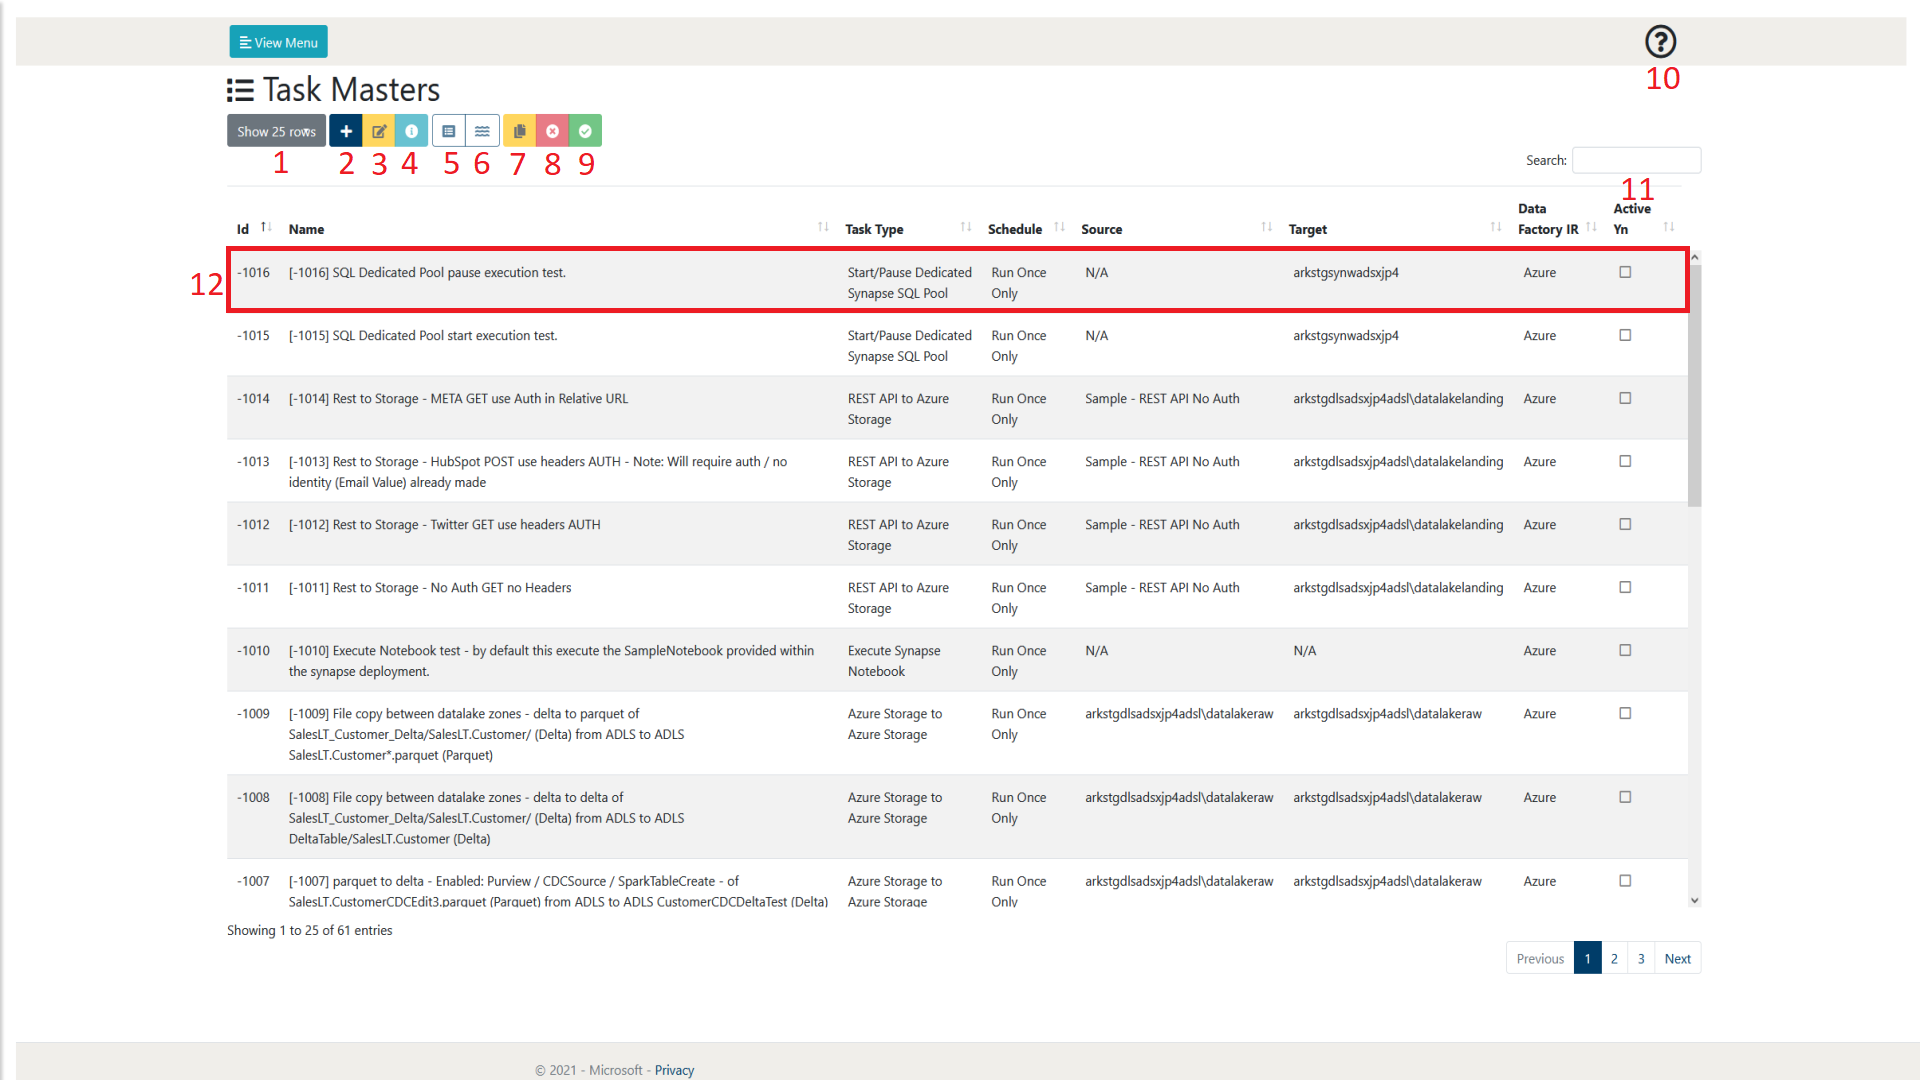 View Menu
10
Task Masters
Show 25 rows
1 2 3 4 5 6 7 8 9
Search:
11
Id Name Task Type Schedule Source Target Data Factory IR Active Yn
12
-1016 [-1016] SQL Dedicated Pool pause execution test. Start/Pause Dedicated Run Once N/A arkstgsynwadsxjp4 Azure
Synapse SQL Pool Only
-1015 [-1015] SQL Dedicated Pool start execution test. Start/Pause Dedicated Run Once N/A arkstgsynwadsxjp4 Azure
Synapse SQL Pool Only
-1014 [-1014] Rest to Storage - META GET use Auth in Relative URL REST API to Azure Run Once Sample - REST API No Auth arkstgdlsadsxjp4adsl\datalakelanding Azure
Storage Only
-1013 [-1013] Rest to Storage - HubSpot POST use headers AUTH - Note: Will require auth / no REST API to Azure Run Once Sample - REST API No Auth arkstgdlsadsxjp4adsl\datalakelanding Azure
identity (Email Value) already made Storage Only
-1012 [-1012] Rest to Storage - Twitter GET use headers AUTH REST API to Azure Run Once Sample - REST API No Auth arkstgdlsadsxjp4adsl\datalakelanding Azure
Storage Only
-1011 [-1011] Rest to Storage - No Auth GET no Headers REST API to Azure Run Once Sample - REST API No Auth arkstgdlsadsxjp4adsl\datalakelanding Azure
Storage Only
-1010 [-1010] Execute Notebook test - by default this execute the SampleNotebook provided within Execute Synapse Run Once N/A N/A Azure
the synapse deployment. Notebook Only
-1009 [-1009] File copy between datalake zones - delta to parquet of Azure Storage to Run Once arkstgdlsadsxjp4adsl\datalakeraw arkstgdlsadsxjp4adsl\datalakeraw Azure
SalesLT_Customer_Delta/SalesLT.Customer/ (Delta) from ADLS to ADLS Azure Storage Only
SalesLT.Customer*.parquet (Parquet)
-1008 [-1008] File copy between datalake zones - delta to delta of Azure Storage to Run Once arkstgdlsadsxjp4adsl\datalakeraw arkstgdlsadsxjp4adsl\datalakeraw Azure
SalesLT_Customer_Delta/SalesLT.Customer/ (Delta) from ADLS to ADLS Azure Storage Only
DeltaTable/SalesLT.Customer (Delta)
-1007 [-1007] parquet to delta - Enabled: Purview / CDCSource / SparkTableCreate - of Azure Storage to Run Once arkstgdlsadsxjp4adsl\datalakeraw arkstgdlsadsxjp4adsl\datalakeraw Azure
SalesLT.CustomerCDCEdit3.parquet (Parquet) from ADLS to ADLS CustomerCDCDeltaTest (Delta) Azure Storage Only
Showing 1 to 25 of 61 entries
Previous 1 2 3 Next
© 2021 - Microsoft - Privacy